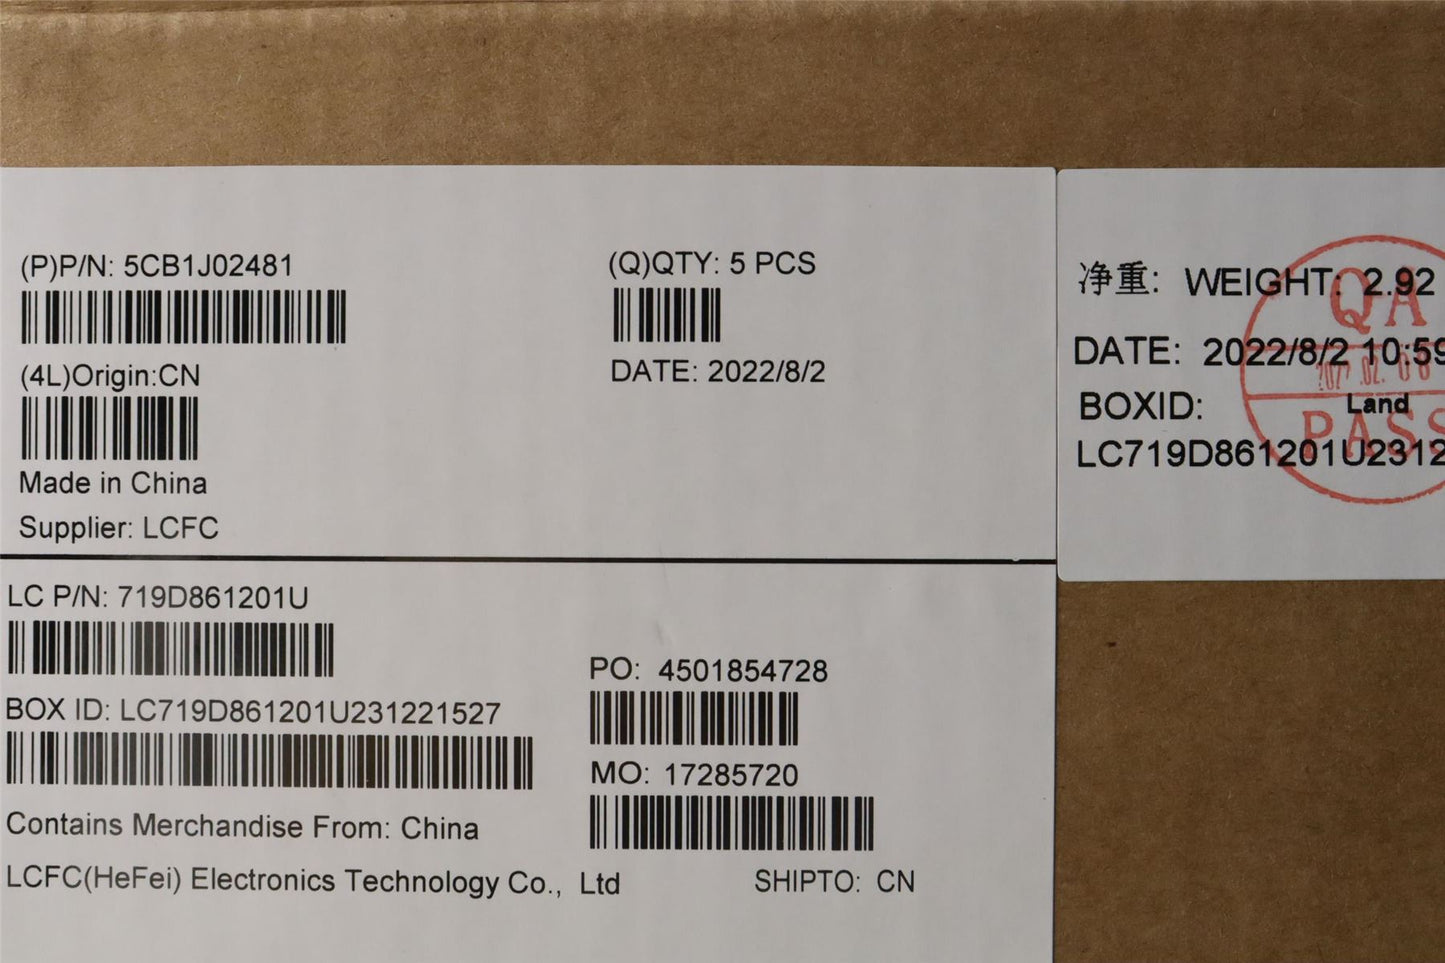 (P)P/N: 5CB1J02481
(Q)QTY: 5 PCS
(4L)Origin:CN
DATE: 2022/8/2
Made in China
Supplier: LCFC
LC P/N: 719D861201U
BOX ID: LC719D861201U231221527
PO: 4501854728
MO: 17285720
Contains Merchandise From: China
LCFC(HeFei) Electronics Technology Co., Ltd
SHIPTO: CN
净重: WEIGHT: 2.92
DATE: 2022/8/2 10:59
BOXID:
Land
LC719D861201U2312
QA
PASS